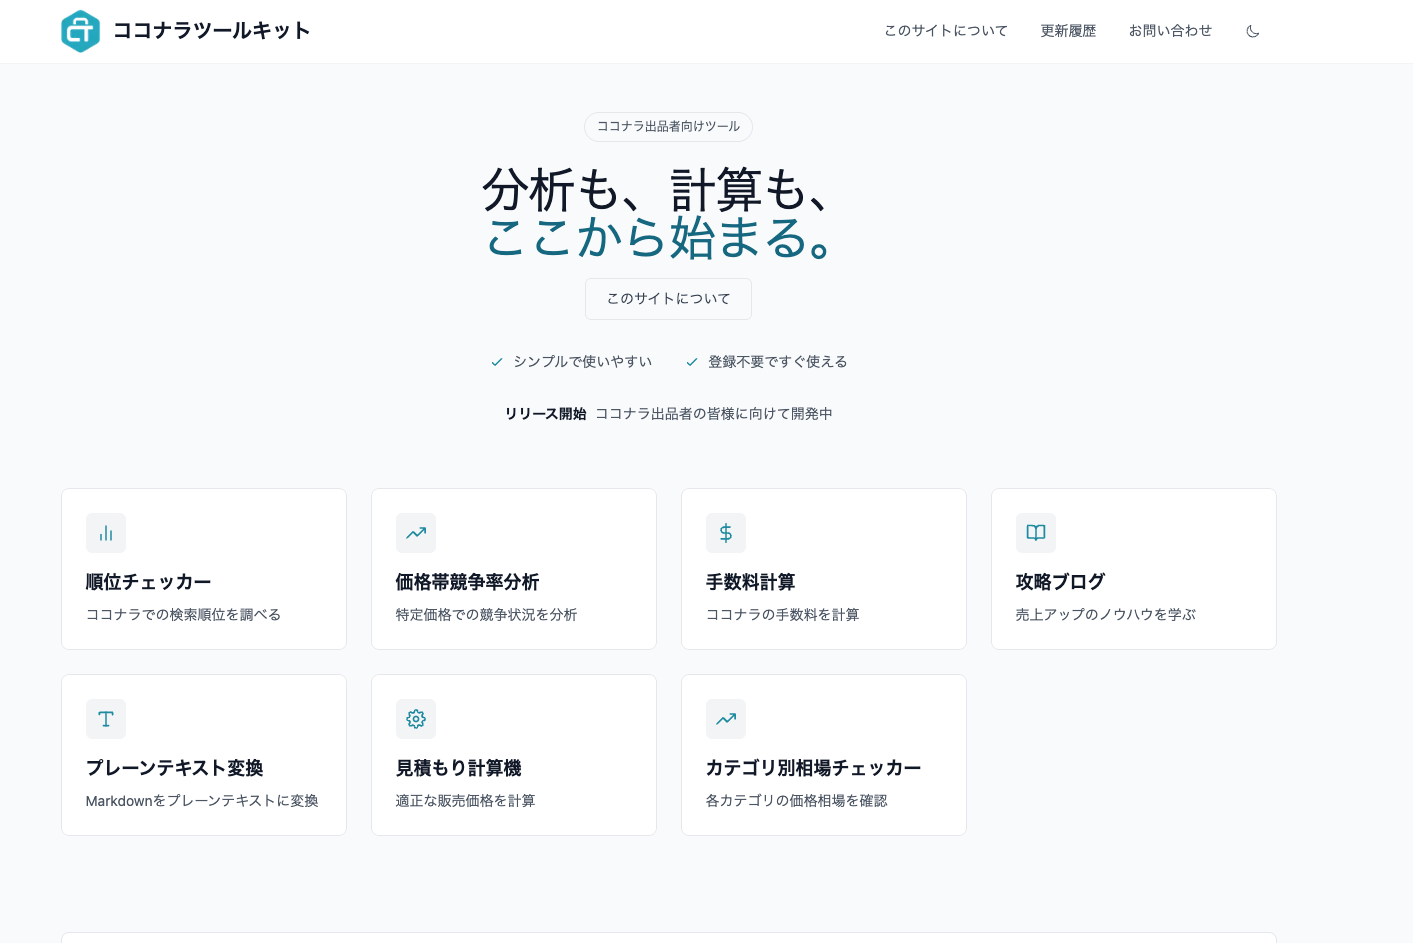 ココナラツールキット
このサイトについて
更新履歴
お問い合わせ
ココナラ出品者向けツール
分析も、計算も、
ここから始まる。
このサイトについて
シンプルで使いやすい
登録不要ですぐ使える
リリース開始 ココナラ出品者の皆様に向けて開発中
順位チェッカー
ココナラでの検索順位を調べる
価格帯競争率分析
特定価格での競争状況を分析
手数料計算
ココナラの手数料を計算
攻略ブログ
売上アップのノウハウを学ぶ
プレーンテキスト変換
Markdownをプレーンテキストに変換
見積もり計算機
適正な販売価格を計算
カテゴリ別相場チェッカー
各カテゴリの価格相場を確認